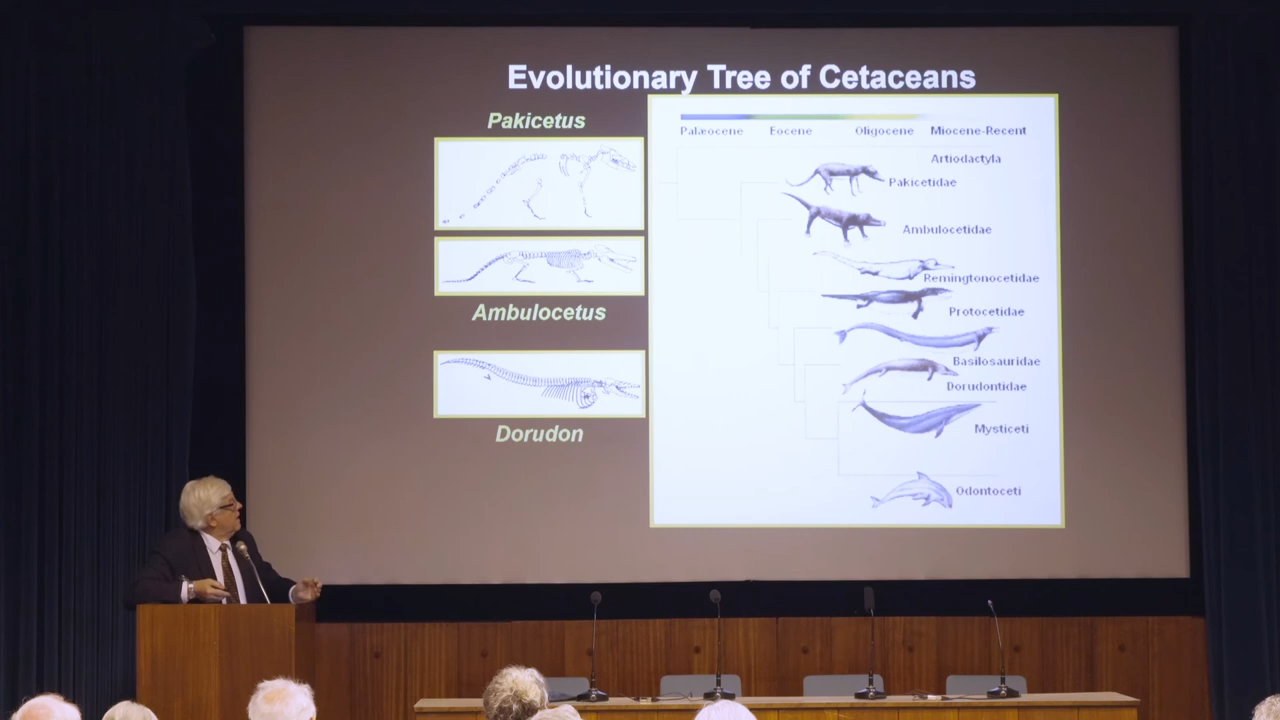 Evolutionary Tree of Cetaceans
Pakicetus
Ambulocetus
Dorudon
Palæocene Eocene Oligocene Miocene-Recent
Artiodactyla
Pakicetidae
Ambulocetidae
Remingtonocetidae
Protocetidae
Basilosauridae
Dorudontidae
Mysticeti
Odontoceti